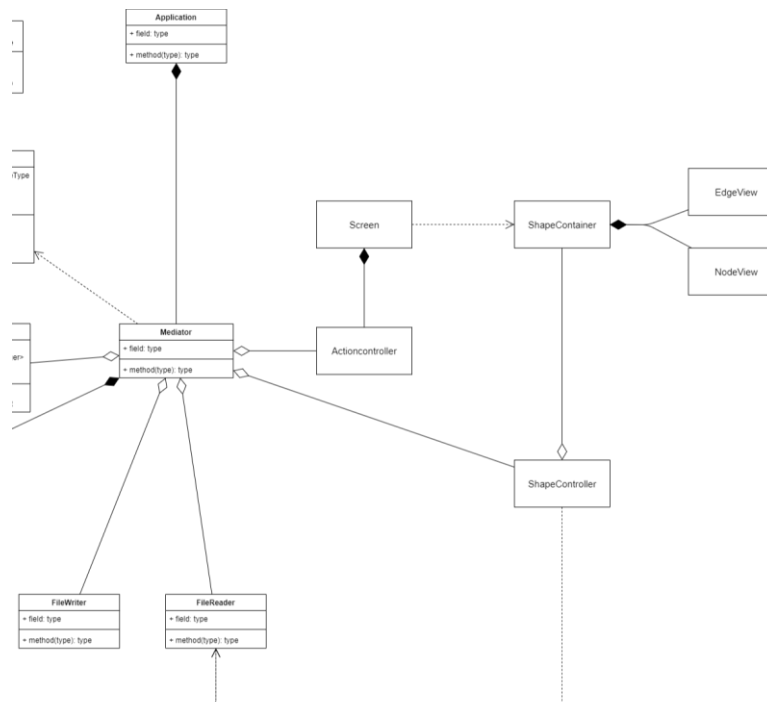 Application
+ field: type
+ method(type): type
EdgeView
Screen
ShapeContainer
NodeView
Mediator
+ field: type
+ method(type): type
Actioncontroller
ShapeController
FileWriter
+ field: type
+ method(type): type
FileReader
+ field: type
+ method(type): type